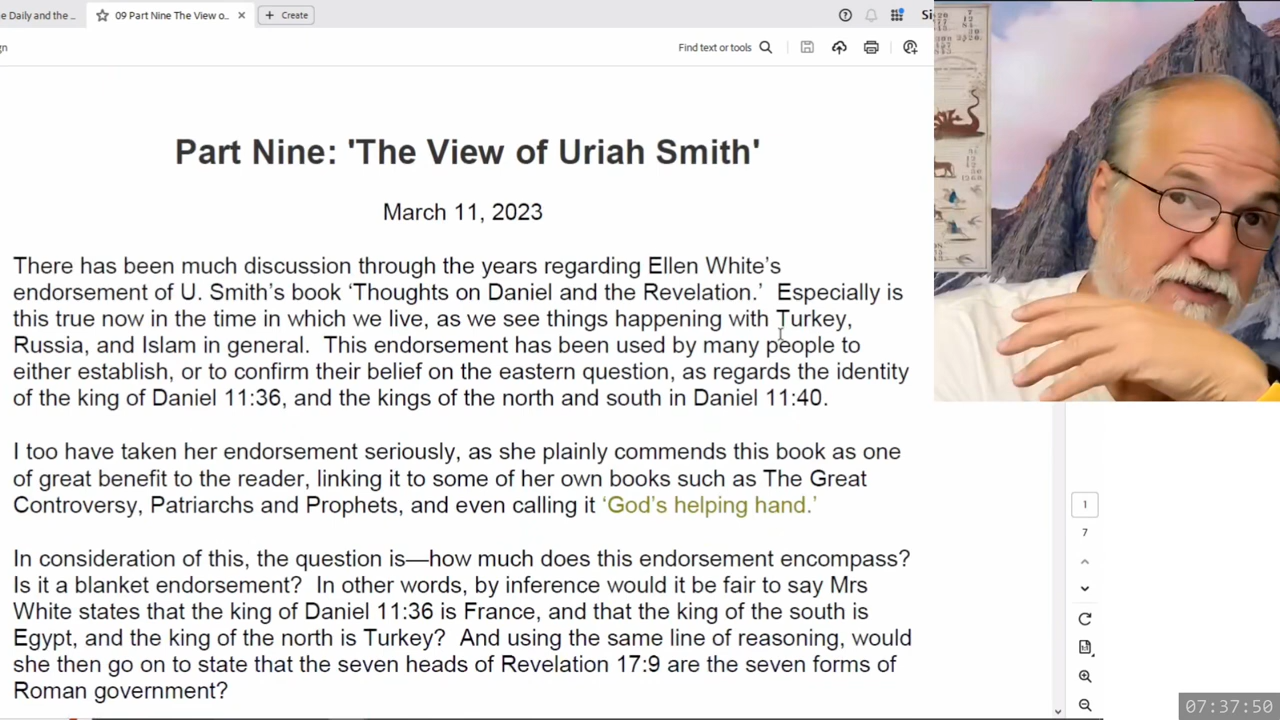 e Daily and the ..
09 Part Nine The View o...
Create
Find text or tools
Part Nine: 'The View of Uriah Smith'
March 11, 2023
There has been much discussion through the years regarding Ellen White’s
endorsement of U. Smith’s book ‘Thoughts on Daniel and the Revelation.’  Especially is
this true now in the time in which we live, as we see things happening with Turkey,
Russia, and Islam in general.  This endorsement has been used by many people to
either establish, or to confirm their belief on the eastern question, as regards the identity
of the king of Daniel 11:36, and the kings of the north and south in Daniel 11:40.
I too have taken her endorsement seriously, as she plainly commends this book as one
of great benefit to the reader, linking it to some of her own books such as The Great
Controversy, Patriarchs and Prophets, and even calling it ‘God’s helping hand.’
In consideration of this, the question is—how much does this endorsement encompass?
Is it a blanket endorsement?  In other words, by inference would it be fair to say Mrs
White states that the king of Daniel 11:36 is France, and that the king of the south is
Egypt, and the king of the north is Turkey?  And using the same line of reasoning, would
she then go on to state that the seven heads of Revelation 17:9 are the seven forms of
Roman government?
1
7
07:37:50